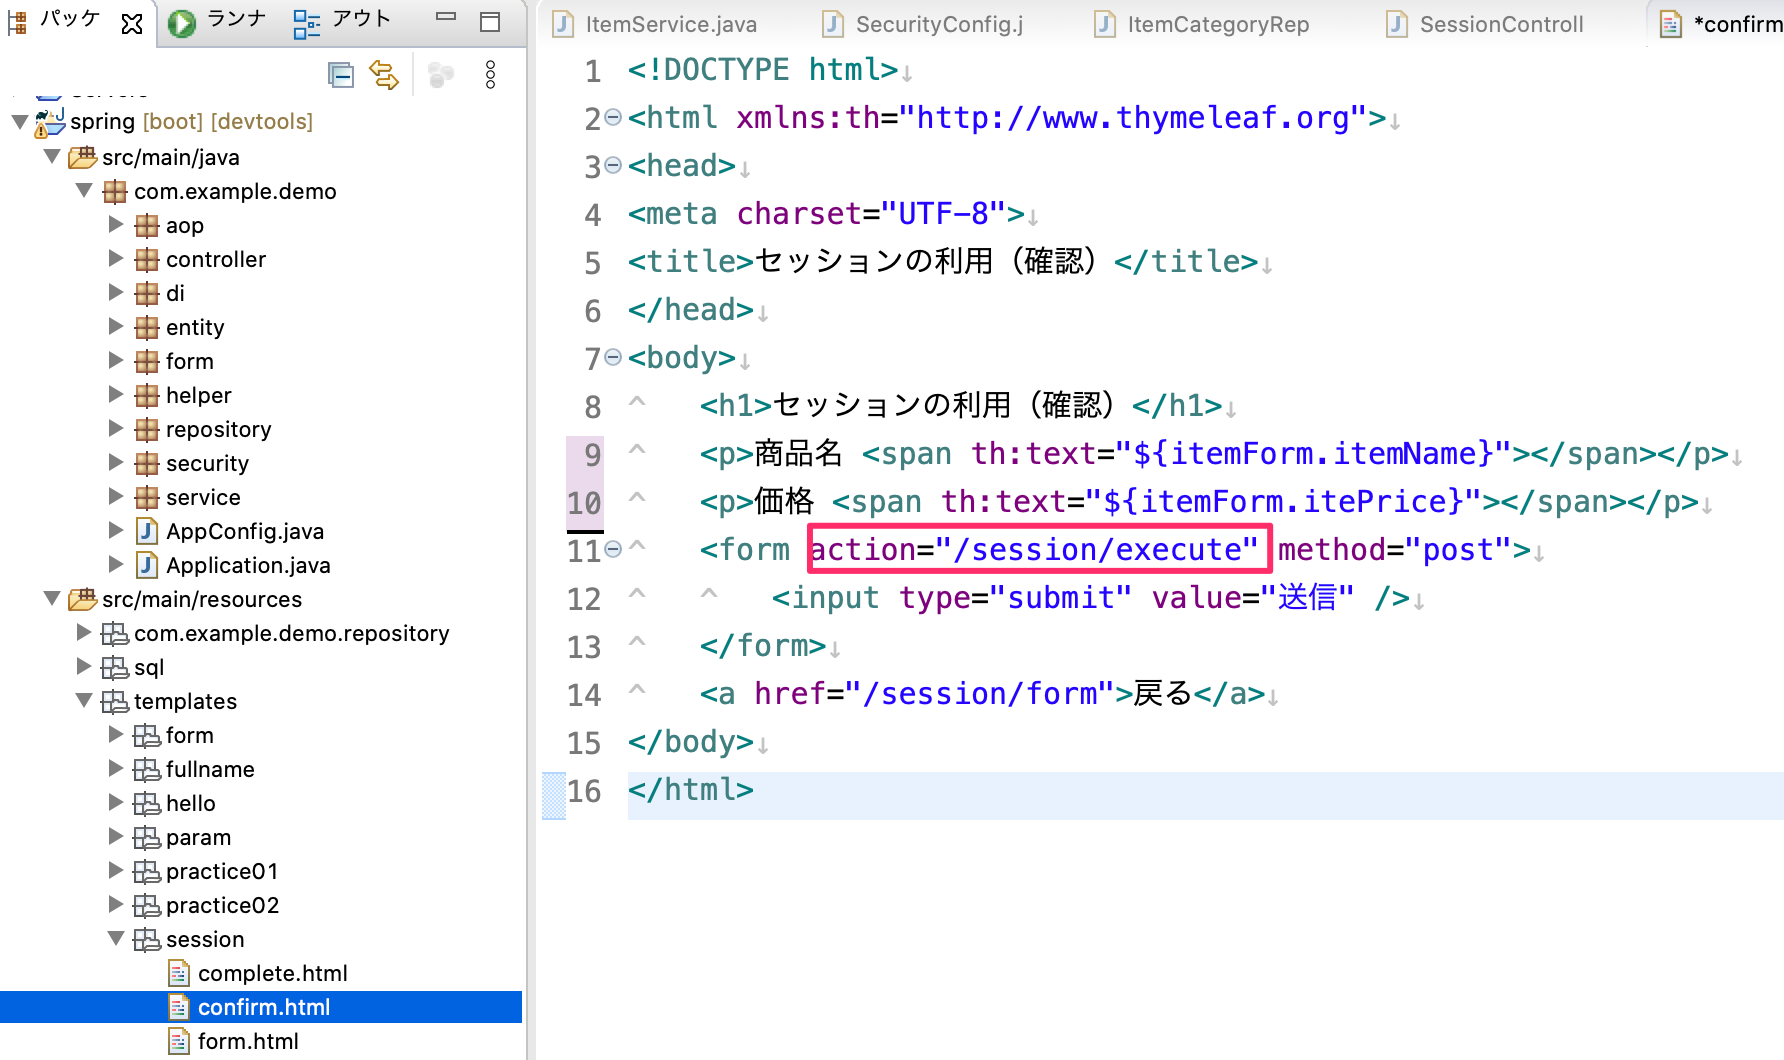 パッケ
ランナ
アウト
ItemService.java
SecurityConfig.j
ItemCategoryRep
SessionControll
*confirm
spring [boot] [devtools]
src/main/java
com.example.demo
aop
controller
di
entity
form
helper
repository
security
service
AppConfig.java
Application.java
src/main/resources
com.example.demo.repository
sql
templates
form
fullname
hello
param
practice01
practice02
session
complete.html
confirm.html
form.html
1 <!DOCTYPE html>↓
2 <html xmlns:th="http://www.thymeleaf.org">↓
3 <head>↓
4 <meta charset="UTF-8">↓
5 <title>セッションの利用（確認）</title>↓
6 </head>↓
7 <body>↓
8 ^ <h1>セッションの利用（確認）</h1>↓
9 ^ <p>商品名 <span th:text="${itemForm.itemName}"></span></p>↓
10 ^ <p>価格 <span th:text="${itemForm.itePrice}"></span></p>↓
11 ^ <form action="/session/execute" method="post">↓
12 ^ ^ <input type="submit" value="送信" />↓
13 ^ </form>↓
14 ^ <a href="/session/form">戻る</a>↓
15 </body>↓
16 </html>